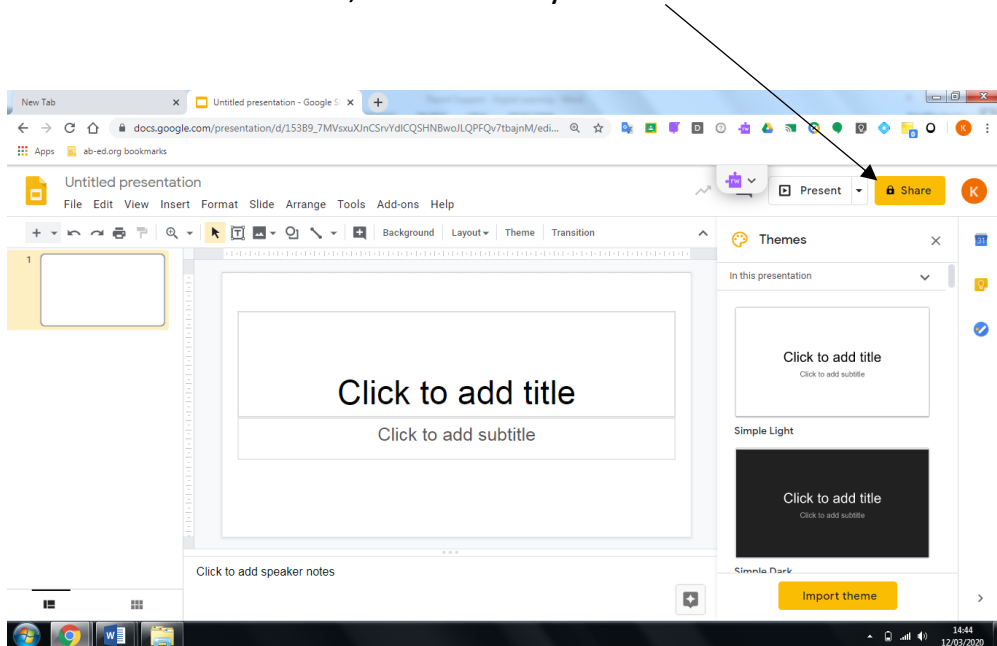 New Tab
Untitled presentation - Google Sl
docs.google.com/presentation/d/153B9_7MVsxuXJnCSrvYdICQSHNBwoJLQPFQv7tbajnM/edi...
Apps
ab-ed.org bookmarks
Untitled presentation
File Edit View Insert Format Slide Arrange Tools Add-ons Help
Present
Share
K
Background Layout Theme Transition
Themes
In this presentation
1
Click to add title
Click to add subtitle
Click to add title
Click to add subtitle
Simple Light
Click to add title
Click to add subtitle
Simple Dark
Click to add speaker notes
Import theme
14:44
12/03/2020